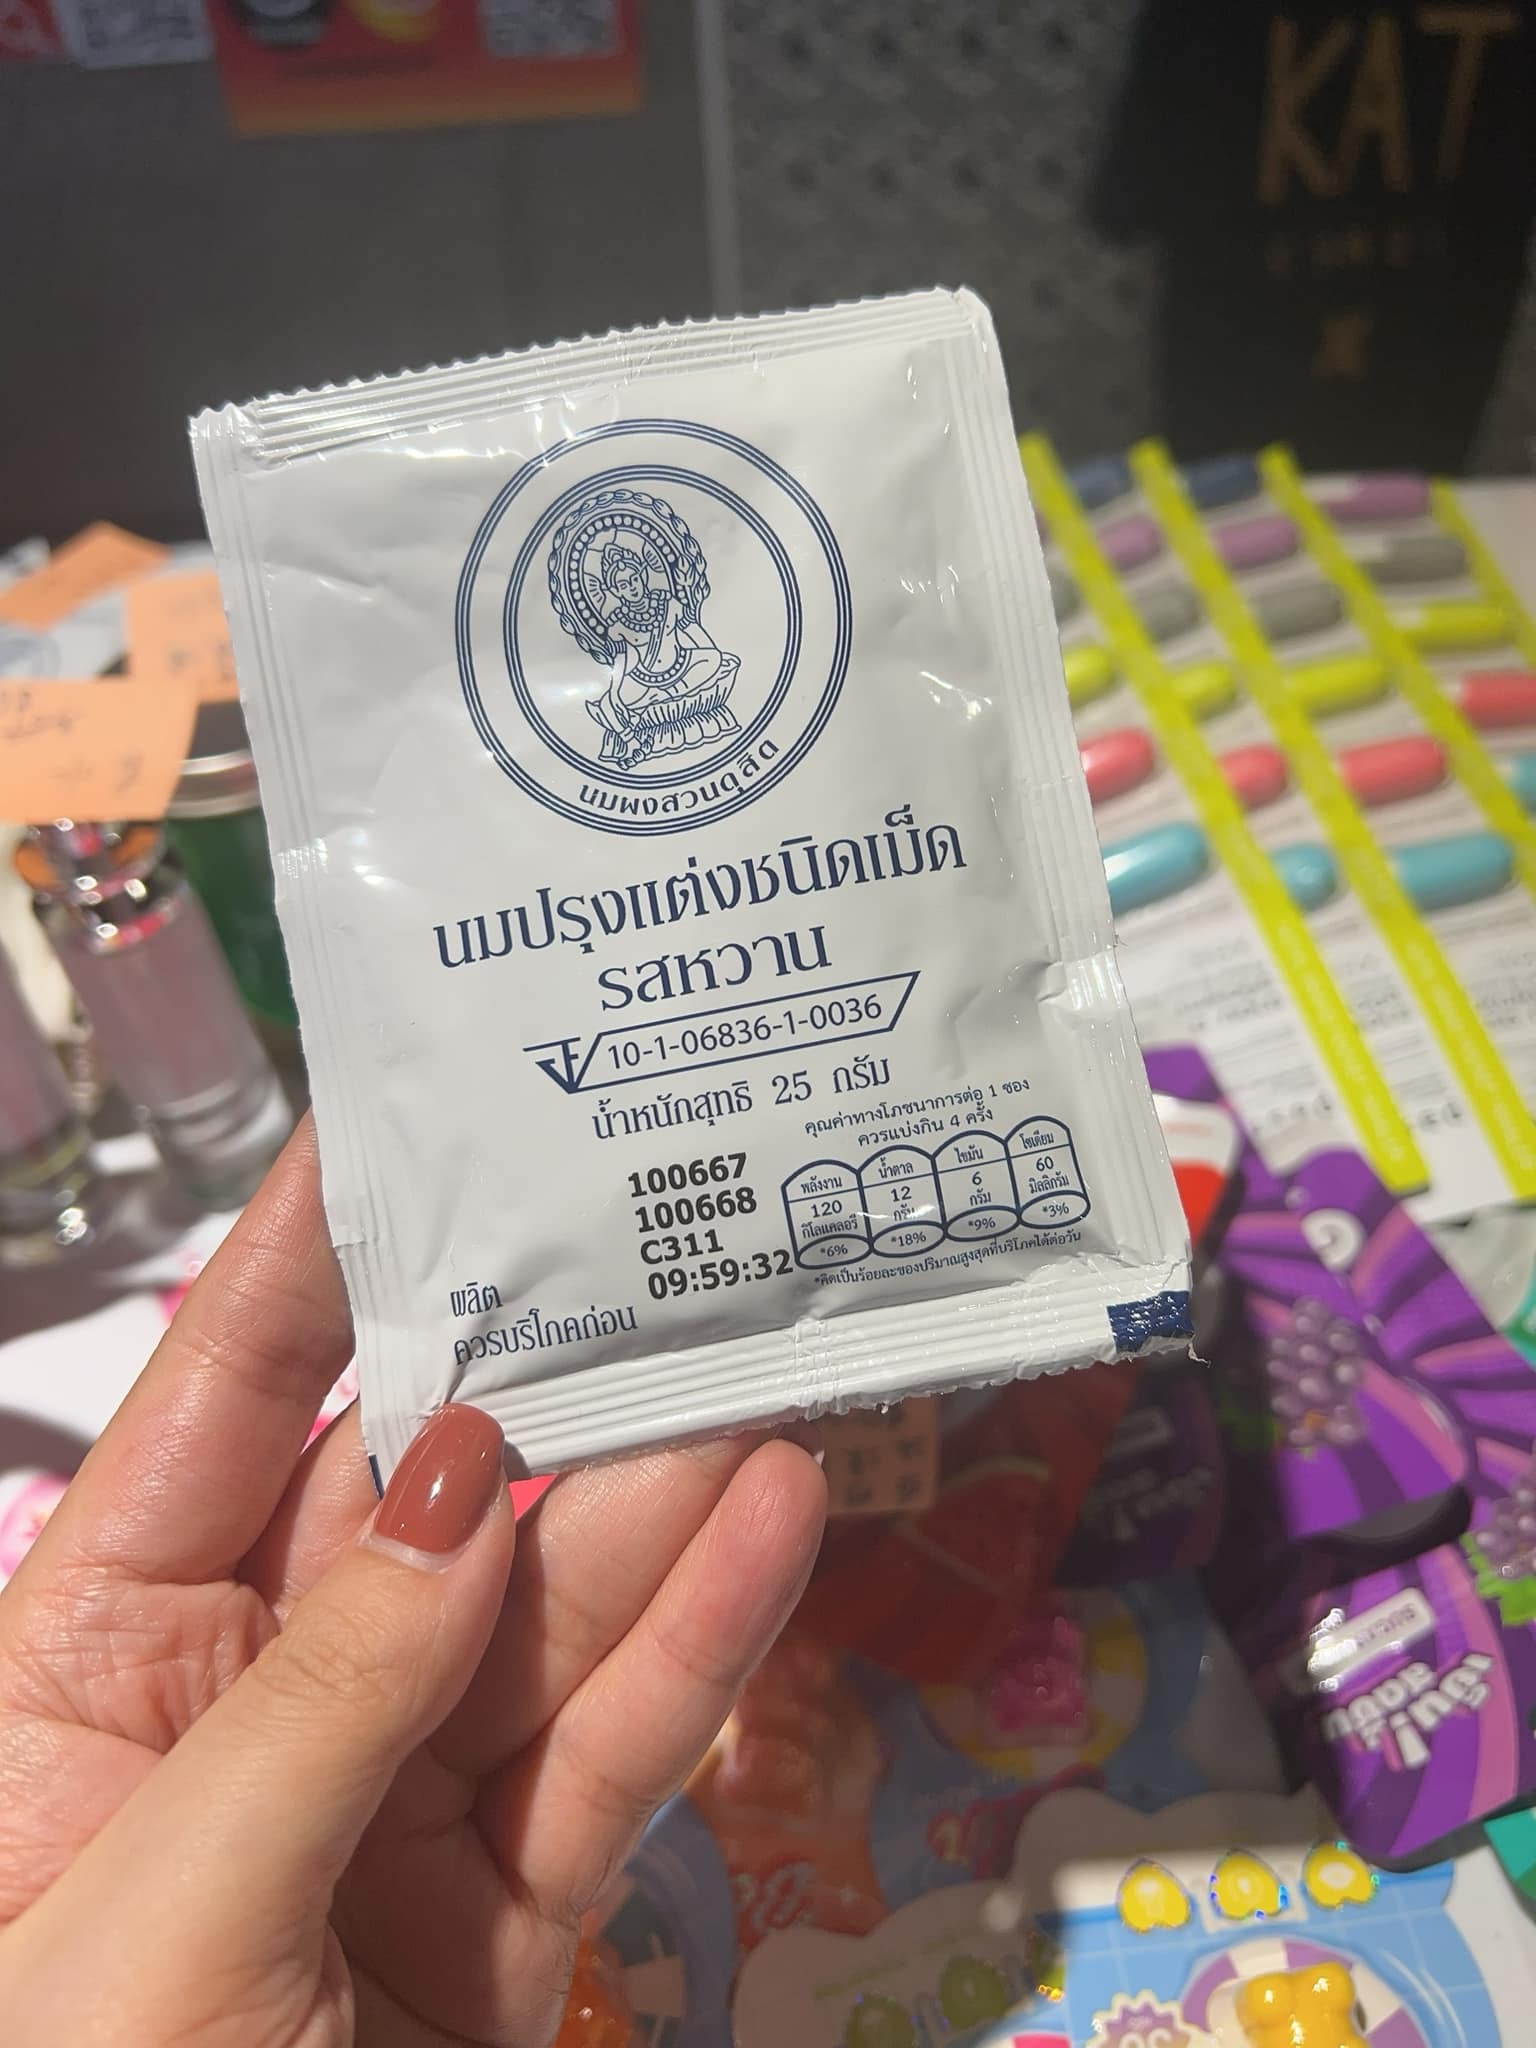 KAT
นมผงสวนดุสิต
นมปรุงแต่งชนิดเม็ด
รสหวาน
10-1-06836-1-0036
น้ำหนักสุทธิ 25 กรัม
คุณค่าทางโภชนาการต่อ 1 ซอง
ควรแบ่งกิน 4 ครั้ง
พลังงาน น้ำตาล ไขมัน โซเดียม
120 12 6 60
กิโลแคลอรี กรัม กรัม มิลลิกรัม
*6% *18% *9% *3%
*คิดเป็นร้อยละของปริมาณสูงสุดที่บริโภคได้ต่อวัน
100667
100668
C311
09:59:32
ผลิต
ควรบริโภคก่อน